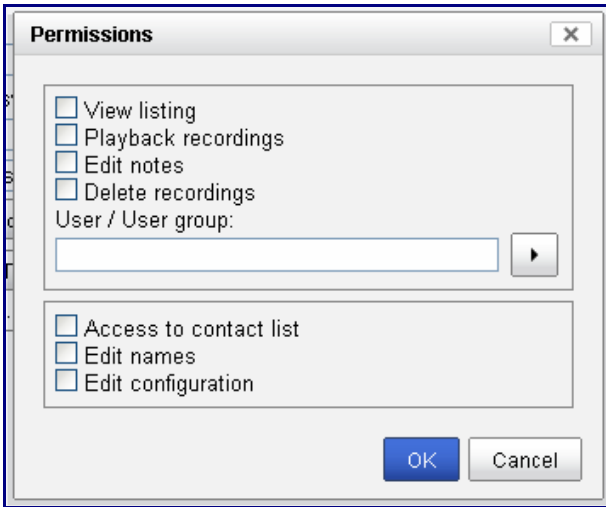 Permissions
View listing
Playback recordings
Edit notes
Delete recordings
User / User group:
Access to contact list
Edit names
Edit configuration
OK Cancel